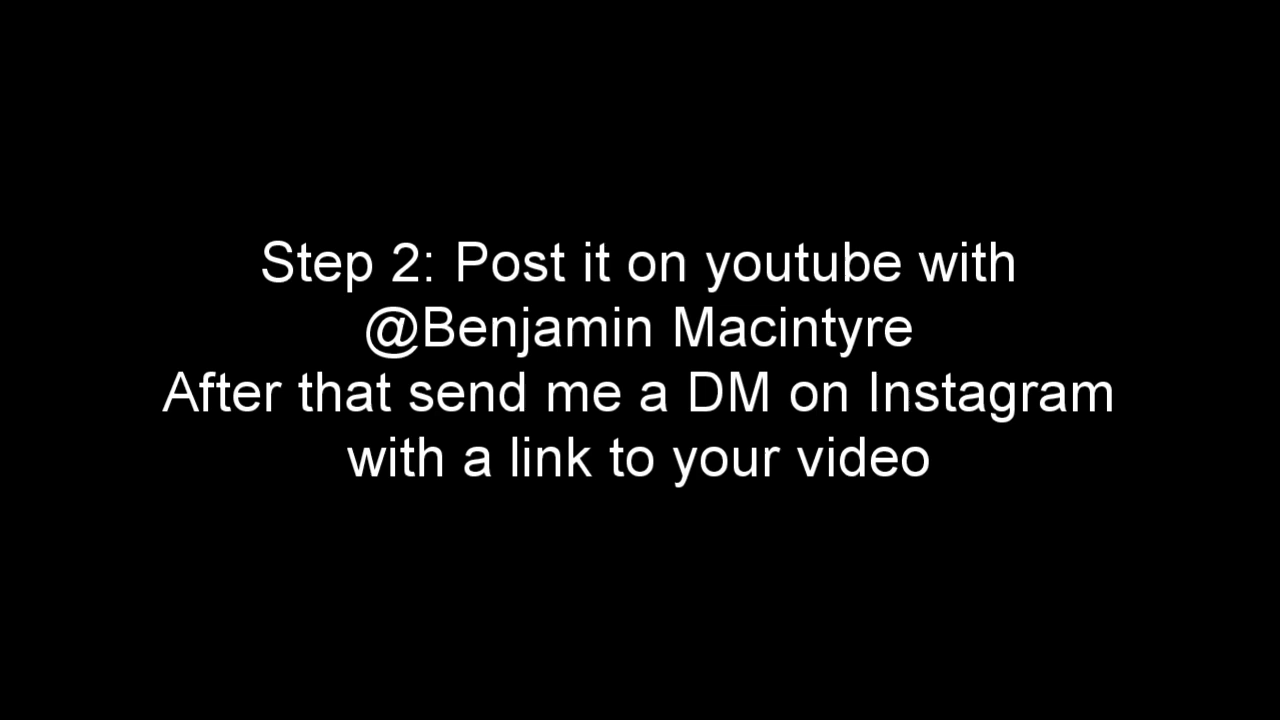 Step 2: Post it on youtube with
@Benjamin Macintyre
After that send me a DM on Instagram
with a link to your video